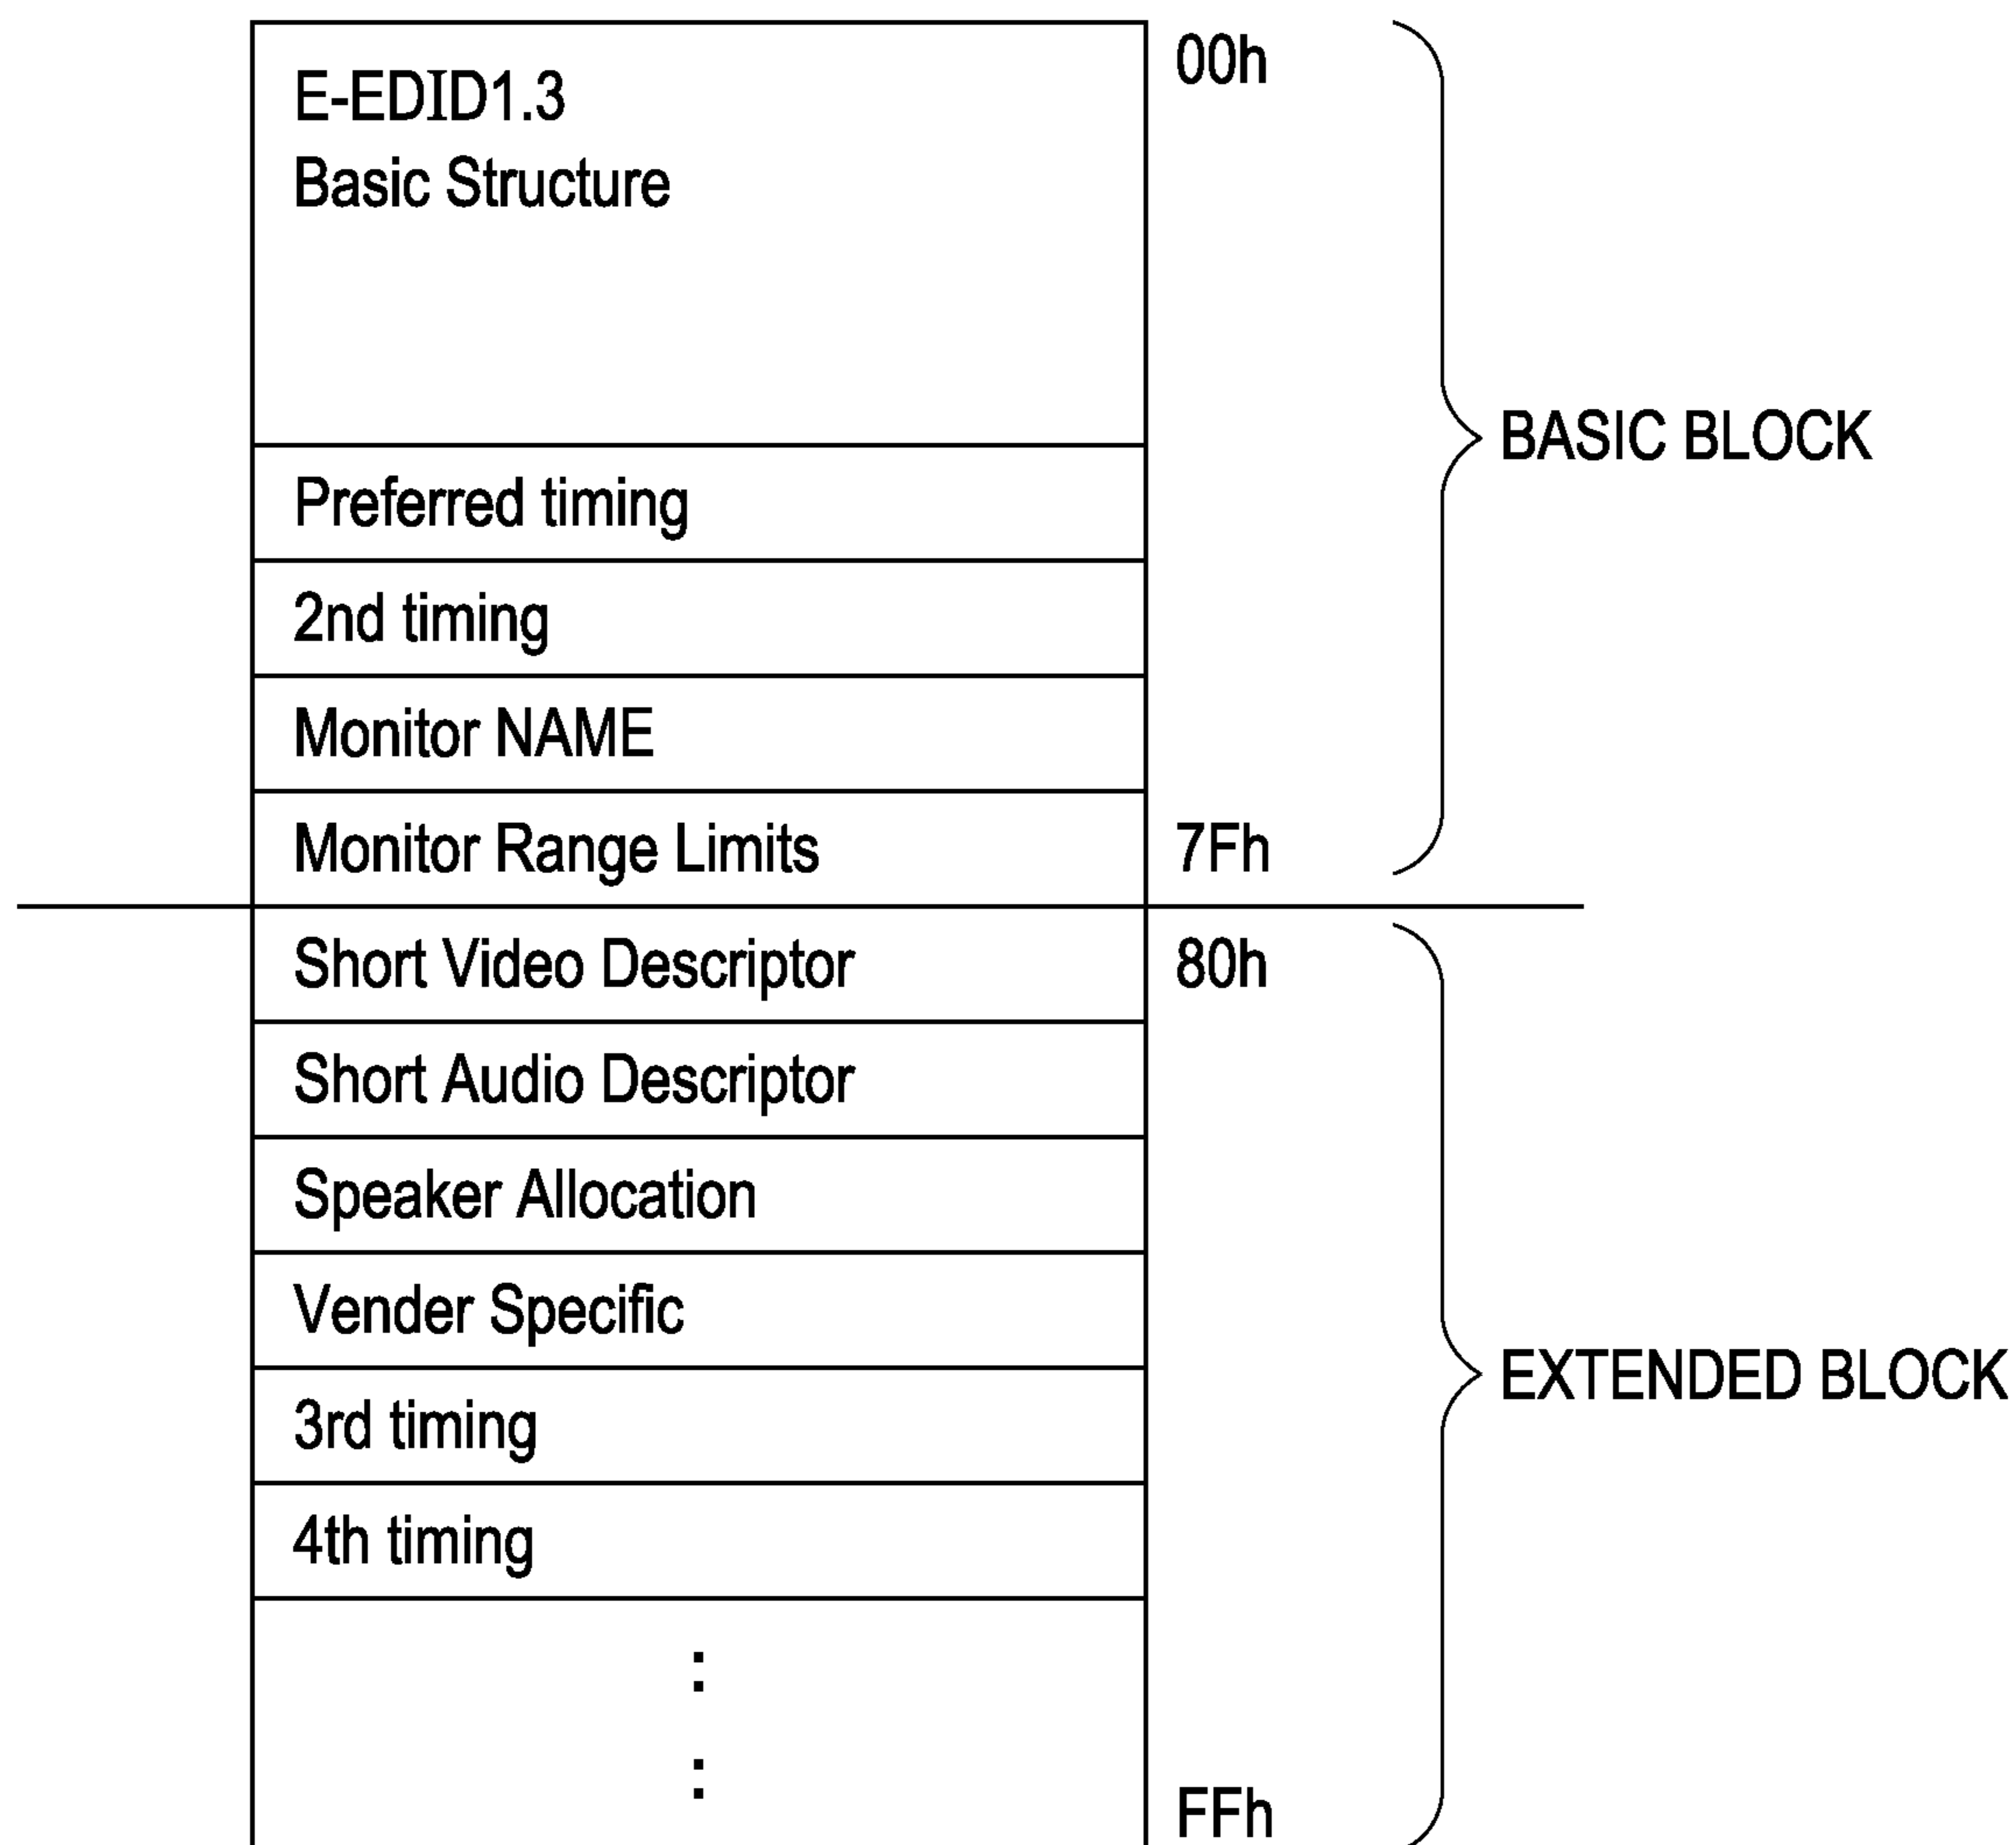 E-EDID1.3
Basic Structure
00h
Preferred timing
BASIC BLOCK
2nd timing
Monitor NAME
Monitor Range Limits
7Fh
Short Video Descriptor
80h
Short Audio Descriptor
Speaker Allocation
Vender Specific
3rd timing
EXTENDED BLOCK
4th timing
:
:
FFh